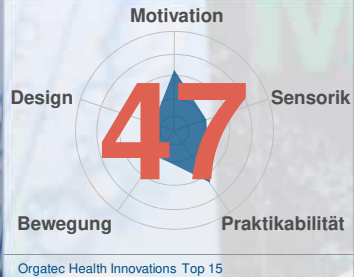 Motivation
Design
Sensorik
47
Bewegung
Praktikabilität
Orgatec Health Innovations Top 15